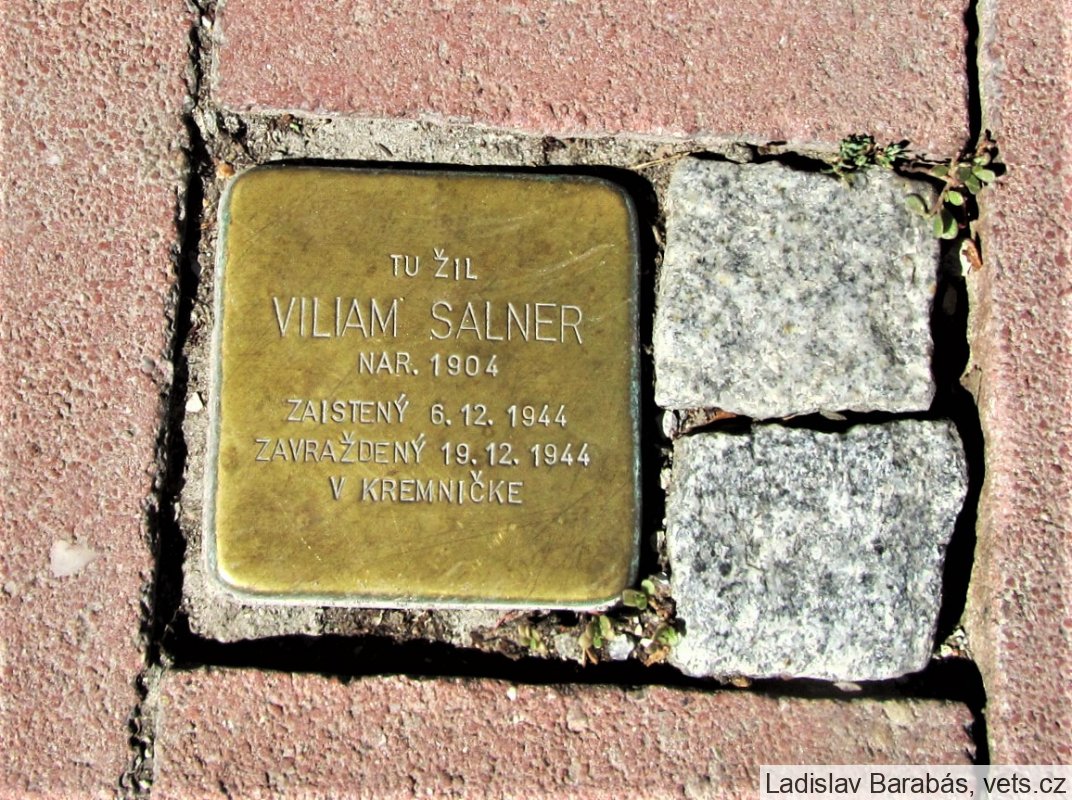 TU ŽIL
VILIAM SALNER
NAR. 1904
ZAISTENÝ 6.12.1944
ZAVRAŽDENÝ 19.12.1944
V KREMNIČKE
Ladislav Barabás, vets.cz